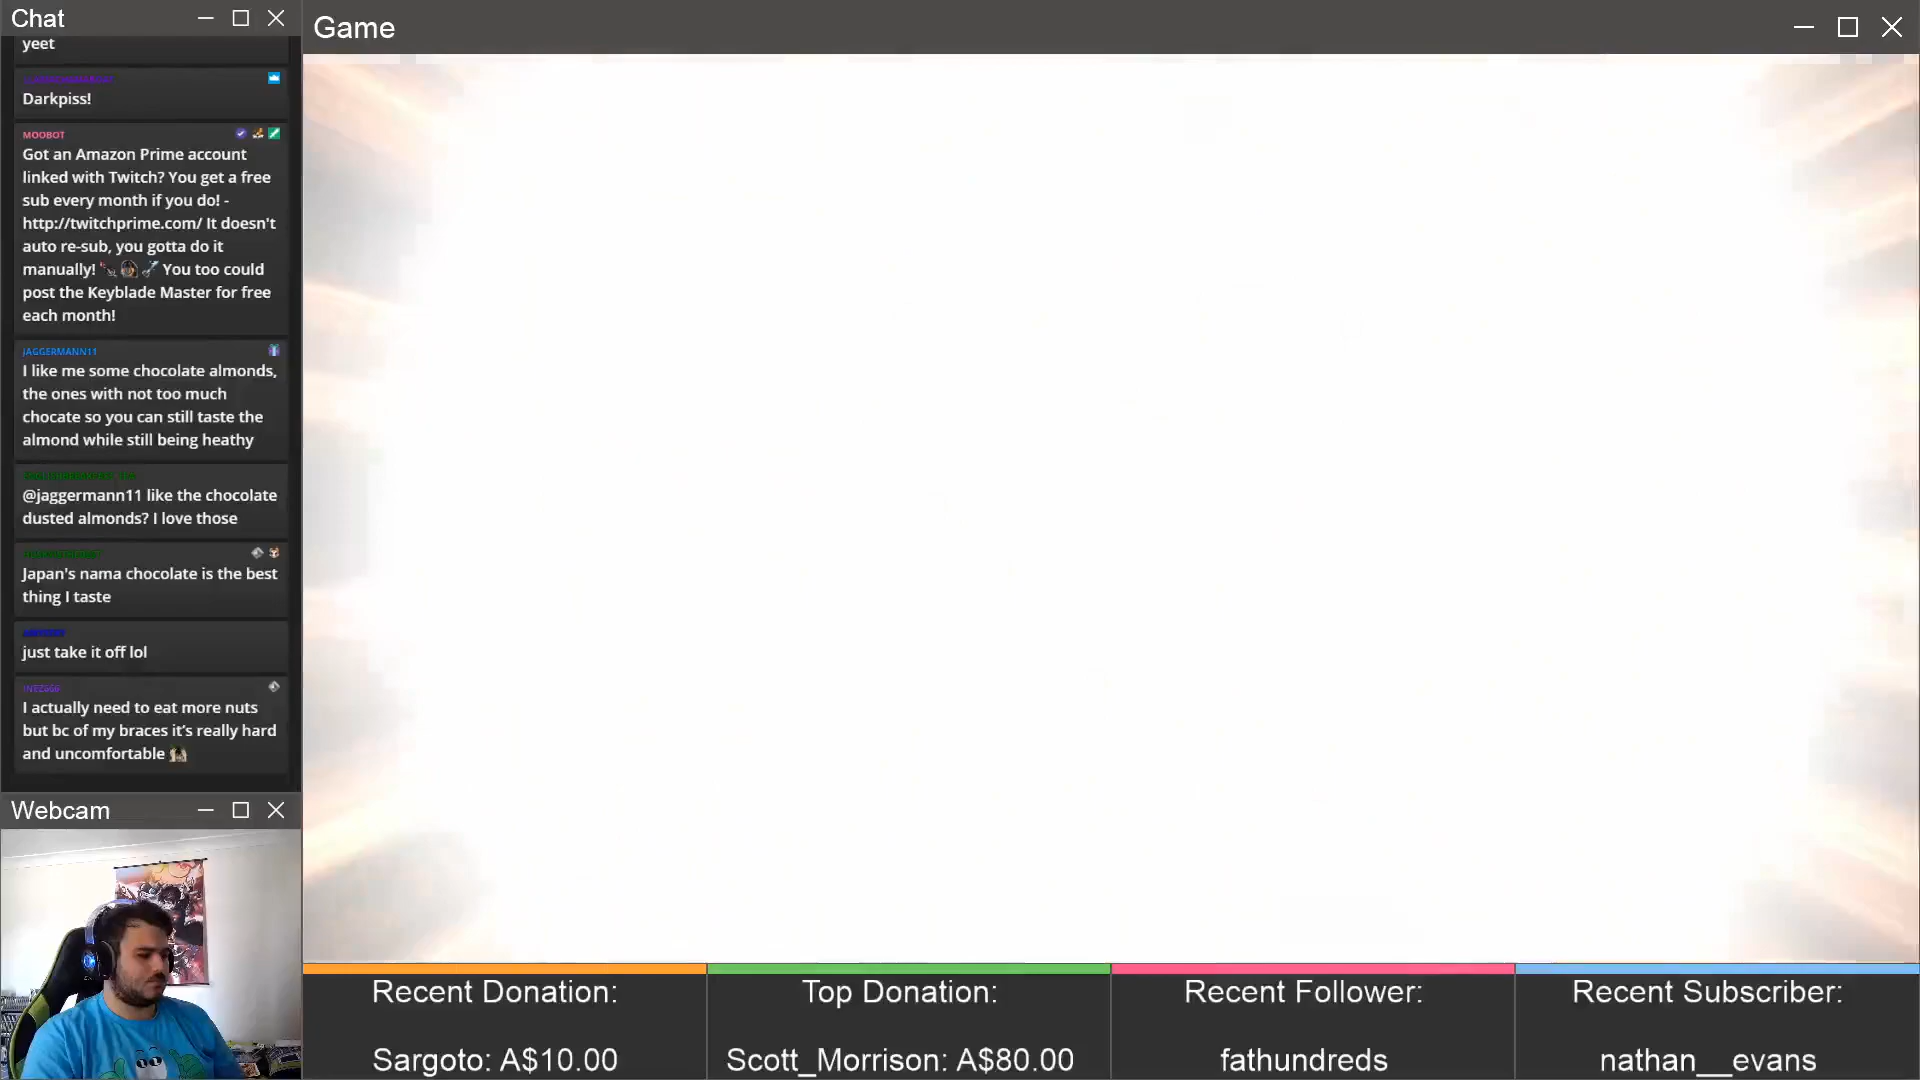 Chat
yeet
Darkpiss!
MOOBOT
Got an Amazon Prime account
linked with Twitch? You get a free
sub every month if you do! -
http://twitchprime.com/ It doesn't
auto re-sub, you gotta do it
manually! You too could
post the Keyblade Master for free
each month!
JAGGERMANN11
I like me some chocolate almonds,
the ones with not too much
chocate so you can still taste the
almond while still being heathy
@jaggermann11 like the chocolate
dusted almonds? I love those
Japan's nama chocolate is the best
thing I taste
just take it off lol
INEZ566
I actually need to eat more nuts
but bc of my braces it's really hard
and uncomfortable
Webcam
Game
Recent Donation:
Sargoto: A$10.00
Top Donation:
Scott_Morrison: A$80.00
Recent Follower:
fathundreds
Recent Subscriber:
nathan__evans